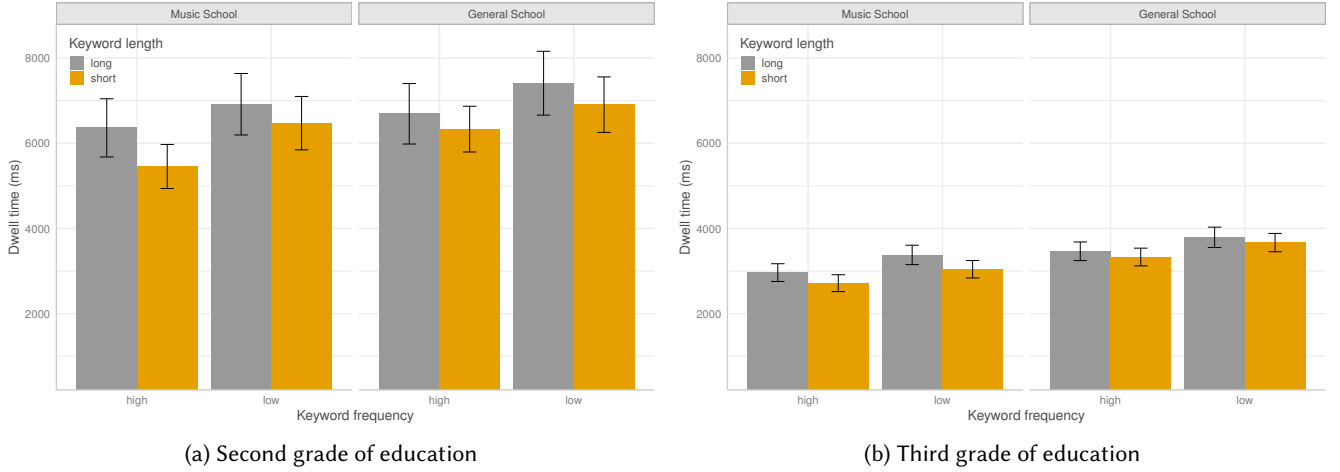 Music School
General School
Keyword length
long
short
8000
6000
4000
2000
Dwell time (ms)
high
low
high
low
Keyword frequency
(a) Second grade of education
Music School
General School
Keyword length
long
short
8000
6000
4000
2000
Dwell time (ms)
high
low
high
low
Keyword frequency
(b) Third grade of education